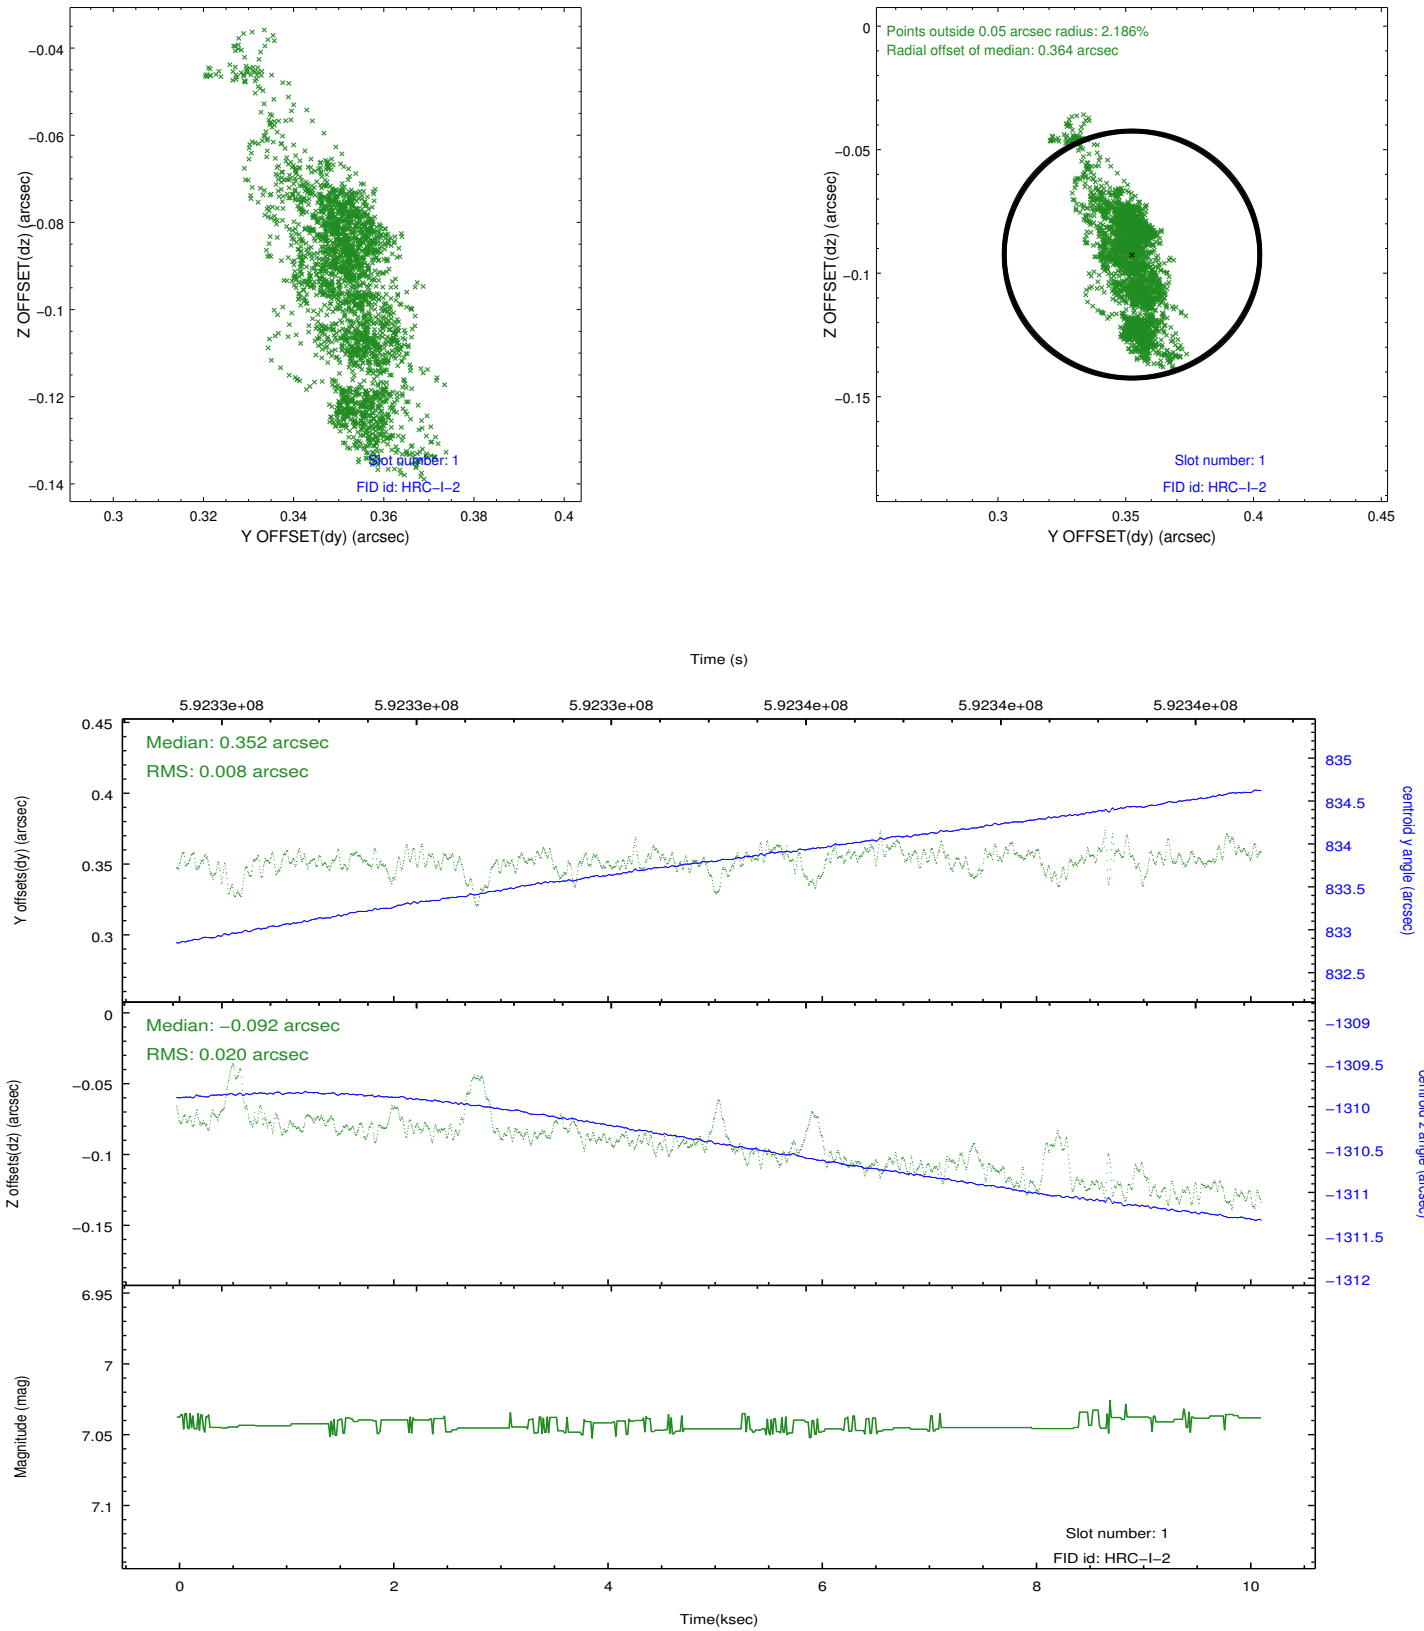 −0.04
−0.06
−0.08
−0.1
−0.12
−0.14
Z OFFSET(dz) (arcsec)
Slot number: 1
FID id: HRC−I−2
0.3 0.32 0.34 0.36 0.38 0.4
Y OFFSET(dy) (arcsec)
Points outside 0.05 arcsec radius: 2.186%
Radial offset of median: 0.364 arcsec
0
−0.05
−0.1
−0.15
Z OFFSET(dz) (arcsec)
Slot number: 1
FID id: HRC−I−2
0.3 0.35 0.4 0.45
Y OFFSET(dy) (arcsec)
Time (s)
5.9233e+08 5.9233e+08 5.9233e+08 5.9234e+08 5.9234e+08 5.9234e+08
Median: 0.352 arcsec
RMS: 0.008 arcsec
0.45
0.4
0.35
0.3
Y offsets(dy) (arcsec)
835
834.5
834
833.5
833
832.5
centroid y angle (arcsec)
Median: −0.092 arcsec
RMS: 0.020 arcsec
0
−0.05
−0.1
−0.15
Z offsets(dz) (arcsec)
−1309
−1309.5
−1310
−1310.5
−1311
−1311.5
−1312
centroid z angle (arcsec)
6.95
7
7.05
7.1
Magnitude (mag)
Slot number: 1
FID id: HRC−I−2
0 2 4 6 8 10
Time(ksec)